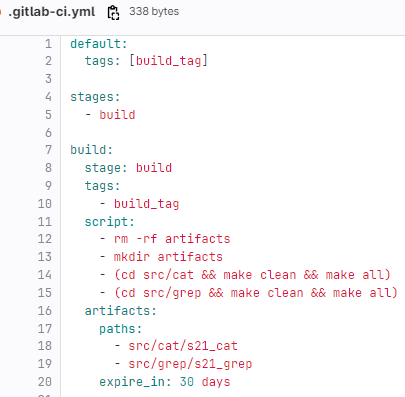 .gitlab-ci.yml 338 bytes
1 default:
2   tags: [build_tag]
3
4 stages:
5   - build
6
7 build:
8   stage: build
9   tags:
10     - build_tag
11   script:
12     - rm -rf artifacts
13     - mkdir artifacts
14     - (cd src/cat && make clean && make all)
15     - (cd src/grep && make clean && make all)
16   artifacts:
17     paths:
18       - src/cat/s21_cat
19       - src/grep/s21_grep
20     expire_in: 30 days